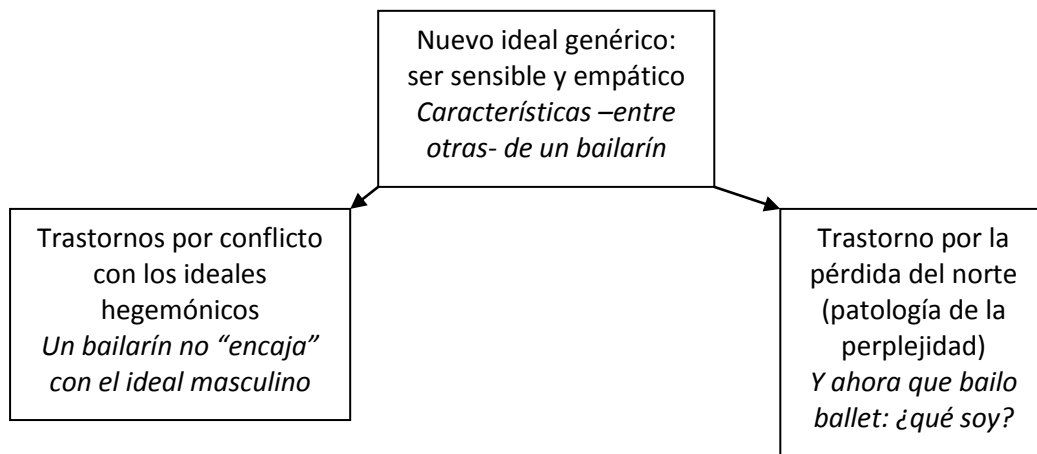 Nuevo ideal genérico:
ser sensible y empático
Características –entre
otras- de un bailarín
Trastornos por conflicto
con los ideales
hegemónicos
Un bailarín no “encaja”
con el ideal masculino
Trastorno por la
pérdida del norte
(patología de la
perplejidad)
Y ahora que bailo
ballet: ¿qué soy?